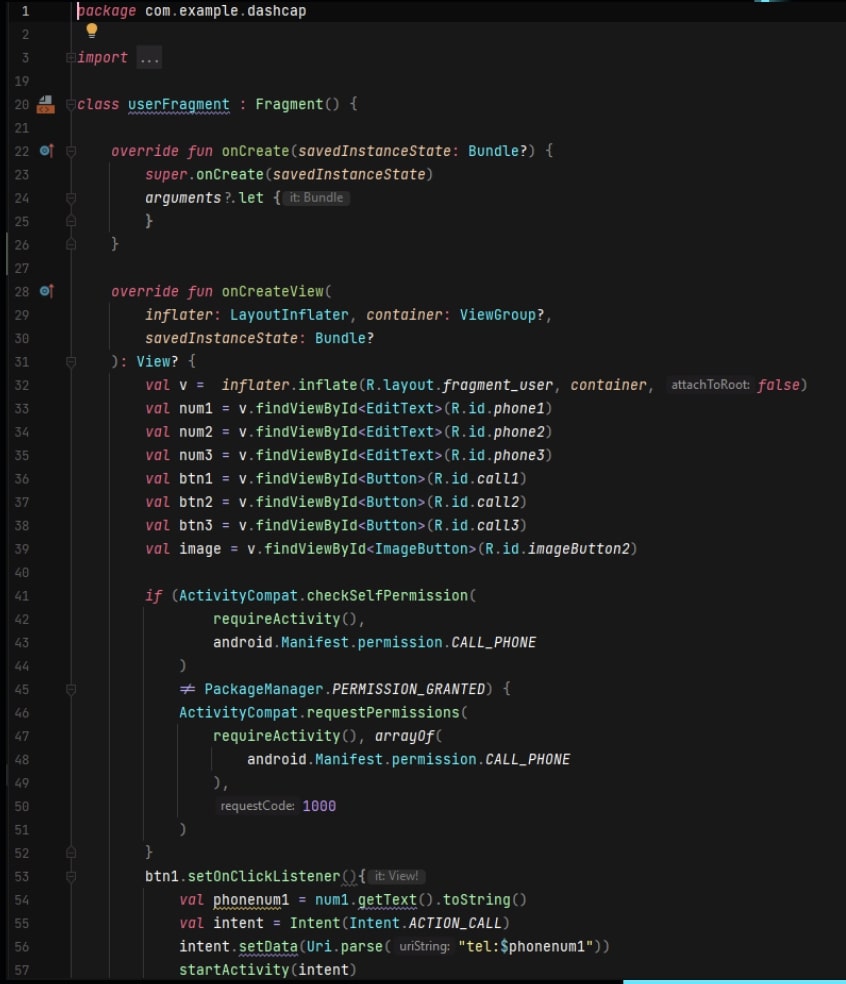 1 package com.example.dashcap
2
3 import ...
19
20 class userFragment : Fragment() {
21
22 override fun onCreate(savedInstanceState: Bundle?) {
23 super.onCreate(savedInstanceState)
24 arguments?.let { it: Bundle
25 }
26 }
27
28 override fun onCreateView(
29 inflater: LayoutInflater, container: ViewGroup?,
30 savedInstanceState: Bundle?
31 ): View? {
32 val v = inflater.inflate(R.layout.fragment_user, container, attachToRoot: false)
33 val num1 = v.findViewById<EditText>(R.id.phone1)
34 val num2 = v.findViewById<EditText>(R.id.phone2)
35 val num3 = v.findViewById<EditText>(R.id.phone3)
36 val btn1 = v.findViewById<Button>(R.id.call1)
37 val btn2 = v.findViewById<Button>(R.id.call2)
38 val btn3 = v.findViewById<Button>(R.id.call3)
39 val image = v.findViewById<ImageButton>(R.id.imageButton2)
40
41 if (ActivityCompat.checkSelfPermission(
42 requireActivity(),
43 android.Manifest.permission.CALL_PHONE
44 )
45 ≠ PackageManager.PERMISSION_GRANTED) {
46 ActivityCompat.requestPermissions(
47 requireActivity(), arrayOf(
48 android.Manifest.permission.CALL_PHONE
49 ),
50 requestCode: 1000
51 )
52 }
53 btn1.setOnClickListener(){ it: View!
54 val phonenum1 = num1.getText().toString()
55 val intent = Intent(Intent.ACTION_CALL)
56 intent.setData(Uri.parse( uriString: "tel:$phonenum1"))
57 startActivity(intent)